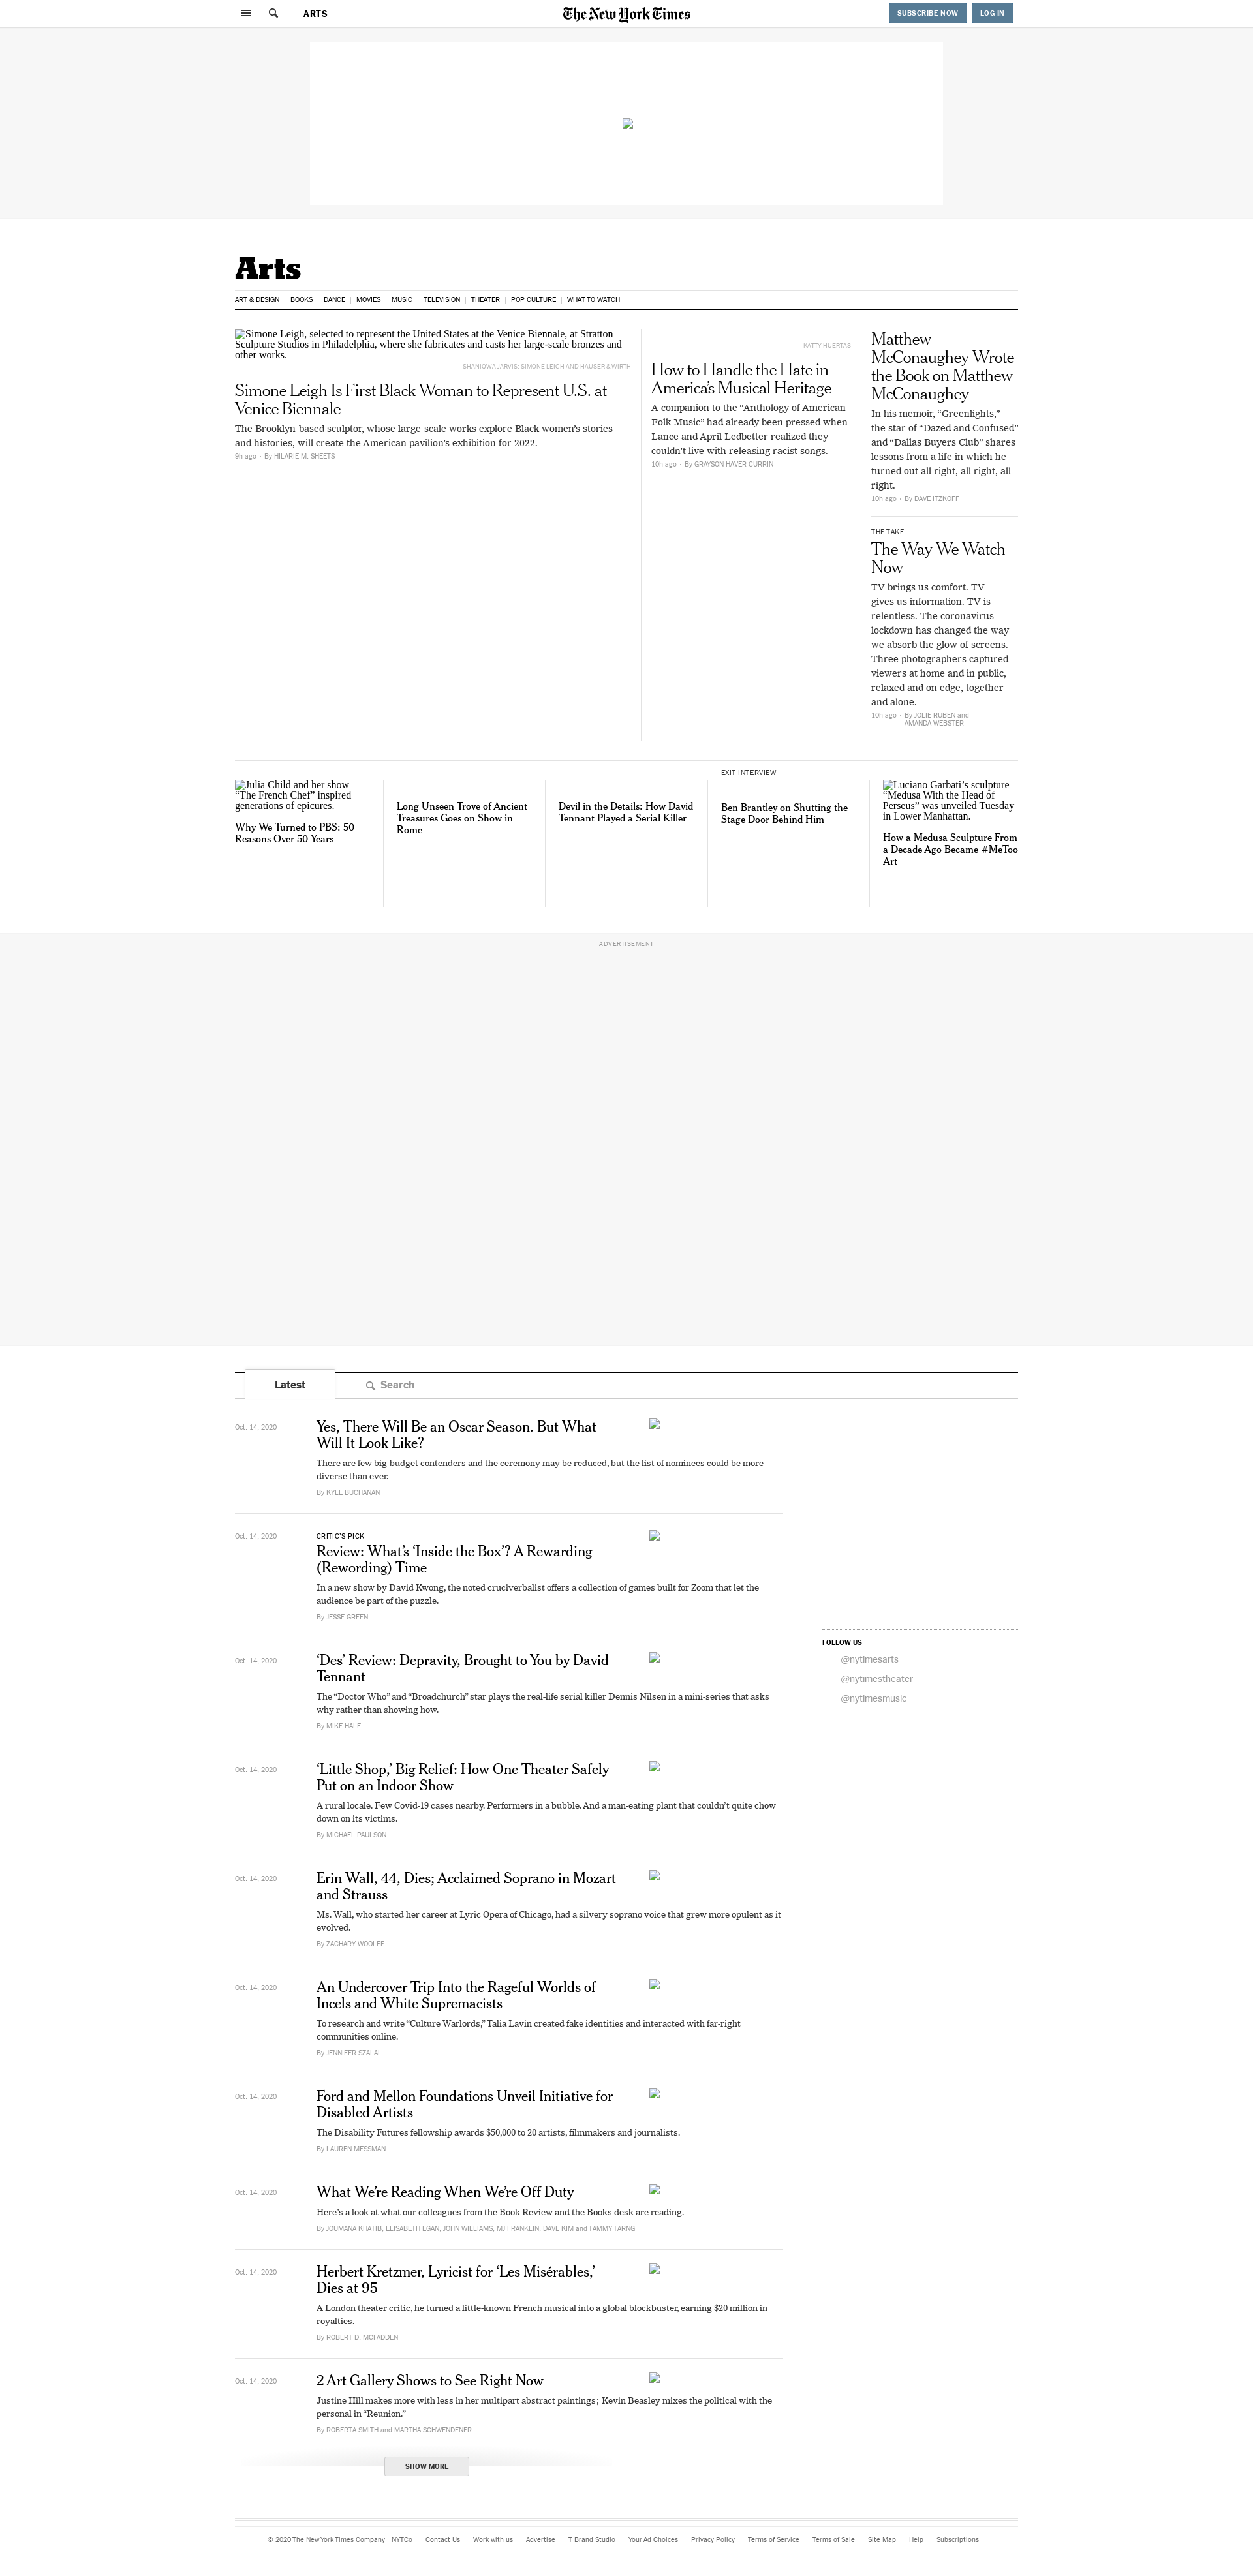 ARTS
The New York Times
SUBSCRIBE NOW
LOG IN
Arts
ART & DESIGN
BOOKS
DANCE
MOVIES
MUSIC
TELEVISION
THEATER
POP CULTURE
WHAT TO WATCH
Simone Leigh, selected to represent the United States at the Venice Biennale, at Stratton
Sculpture Studios in Philadelphia, where she fabricates and casts her large-scale bronzes and
other works.
SHANIQWA JARVIS; SIMONE LEIGH AND HAUSER & WIRTH
Simone Leigh Is First Black Woman to Represent U.S. at
Venice Biennale
The Brooklyn-based sculptor, whose large-scale works explore Black women’s stories
and histories, will create the American pavilion’s exhibition for 2022.
9h ago • By HILARIE M. SHEETS
KATTY HUERTAS
How to Handle the Hate in
America’s Musical Heritage
A companion to the “Anthology of American
Folk Music” had already been pressed when
Lance and April Ledbetter realized they
couldn’t live with releasing racist songs.
10h ago • By GRAYSON HAVER CURRIN
Matthew
McConaughey Wrote
the Book on Matthew
McConaughey
In his memoir, “Greenlights,”
the star of “Dazed and Confused”
and “Dallas Buyers Club” shares
lessons from a life in which he
turned out all right, all right, all
right.
10h ago • By DAVE ITZKOFF
THE TAKE
The Way We Watch
Now
TV brings us comfort. TV
gives us information. TV is
relentless. The coronavirus
lockdown has changed the way
we absorb the glow of screens.
Three photographers captured
viewers at home and in public,
relaxed and on edge, together
and alone.
10h ago • By JOLIE RUBEN and
AMANDA WEBSTER
Julia Child and her show
“The French Chef” inspired
generations of epicures.
Why We Turned to PBS: 50
Reasons Over 50 Years
Long Unseen Trove of Ancient
Treasures Goes on Show in
Rome
Devil in the Details: How David
Tennant Played a Serial Killer
EXIT INTERVIEW
Ben Brantley on Shutting the
Stage Door Behind Him
Luciano Garbati’s sculpture
“Medusa With the Head of
Perseus” was unveiled Tuesday
in Lower Manhattan.
How a Medusa Sculpture From
a Decade Ago Became #MeToo
Art
ADVERTISEMENT
Latest
Search
Oct. 14, 2020
Yes, There Will Be an Oscar Season. But What
Will It Look Like?
There are few big-budget contenders and the ceremony may be reduced, but the list of nominees could be more
diverse than ever.
By KYLE BUCHANAN
Oct. 14, 2020
CRITIC’S PICK
Review: What’s ‘Inside the Box’? A Rewarding
(Rewording) Time
In a new show by David Kwong, the noted cruciverbalist offers a collection of games built for Zoom that let the
audience be part of the puzzle.
By JESSE GREEN
FOLLOW US
@nytimesarts
@nytimestheater
@nytimesmusic
Oct. 14, 2020
‘Des’ Review: Depravity, Brought to You by David
Tennant
The “Doctor Who” and “Broadchurch” star plays the real-life serial killer Dennis Nilsen in a mini-series that asks
why rather than showing how.
By MIKE HALE
Oct. 14, 2020
‘Little Shop,’ Big Relief: How One Theater Safely
Put on an Indoor Show
A rural locale. Few Covid-19 cases nearby. Performers in a bubble. And a man-eating plant that couldn’t quite chow
down on its victims.
By MICHAEL PAULSON
Oct. 14, 2020
Erin Wall, 44, Dies; Acclaimed Soprano in Mozart
and Strauss
Ms. Wall, who started her career at Lyric Opera of Chicago, had a silvery soprano voice that grew more opulent as it
evolved.
By ZACHARY WOOLFE
Oct. 14, 2020
An Undercover Trip Into the Rageful Worlds of
Incels and White Supremacists
To research and write “Culture Warlords,” Talia Lavin created fake identities and interacted with far-right
communities online.
By JENNIFER SZALAI
Oct. 14, 2020
Ford and Mellon Foundations Unveil Initiative for
Disabled Artists
The Disability Futures fellowship awards $50,000 to 20 artists, filmmakers and journalists.
By LAUREN MESSMAN
Oct. 14, 2020
What We’re Reading When We’re Off Duty
Here’s a look at what our colleagues from the Book Review and the Books desk are reading.
By JOUMANA KHATIB, ELISABETH EGAN, JOHN WILLIAMS, MJ FRANKLIN, DAVE KIM and TAMMY TARNG
Oct. 14, 2020
Herbert Kretzmer, Lyricist for ‘Les Misérables,’
Dies at 95
A London theater critic, he turned a little-known French musical into a global blockbuster, earning $20 million in
royalties.
By ROBERT D. MCFADDEN
Oct. 14, 2020
2 Art Gallery Shows to See Right Now
Justine Hill makes more with less in her multipart abstract paintings; Kevin Beasley mixes the political with the
personal in “Reunion.”
By ROBERTA SMITH and MARTHA SCHWENDENER
SHOW MORE
© 2020 The New York Times Company
NYTCo
Contact Us
Work with us
Advertise
T Brand Studio
Your Ad Choices
Privacy Policy
Terms of Service
Terms of Sale
Site Map
Help
Subscriptions